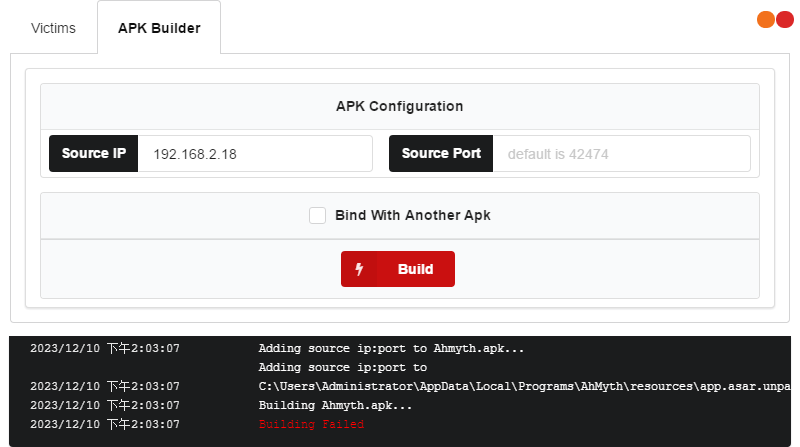 Victims
APK Builder
APK Configuration
Source IP
192.168.2.18
Source Port
default is 42474
Bind With Another Apk
Build
2023/12/10 下午2:03:07 Adding source ip:port to Ahmyth.apk...
Adding source ip:port to
2023/12/10 下午2:03:07 C:\Users\Administrator\AppData\Local\Programs\AhMyth\resources\app.asar.unpa
2023/12/10 下午2:03:07 Building Ahmyth.apk...
2023/12/10 下午2:03:07 Building Failed